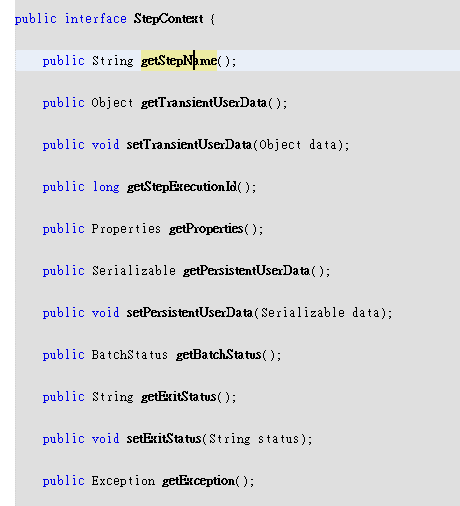 public interface StepContext {
public String getStepName();
public Object getTransientUserData();
public void setTransientUserData(Object data);
public long getStepExecutionId();
public Properties getProperties();
public Serializable getPersistentUserData();
public void setPersistentUserData(Serializable data);
public BatchStatus getBatchStatus();
public String getExitStatus();
public void setExitStatus(String status);
public Exception getException();